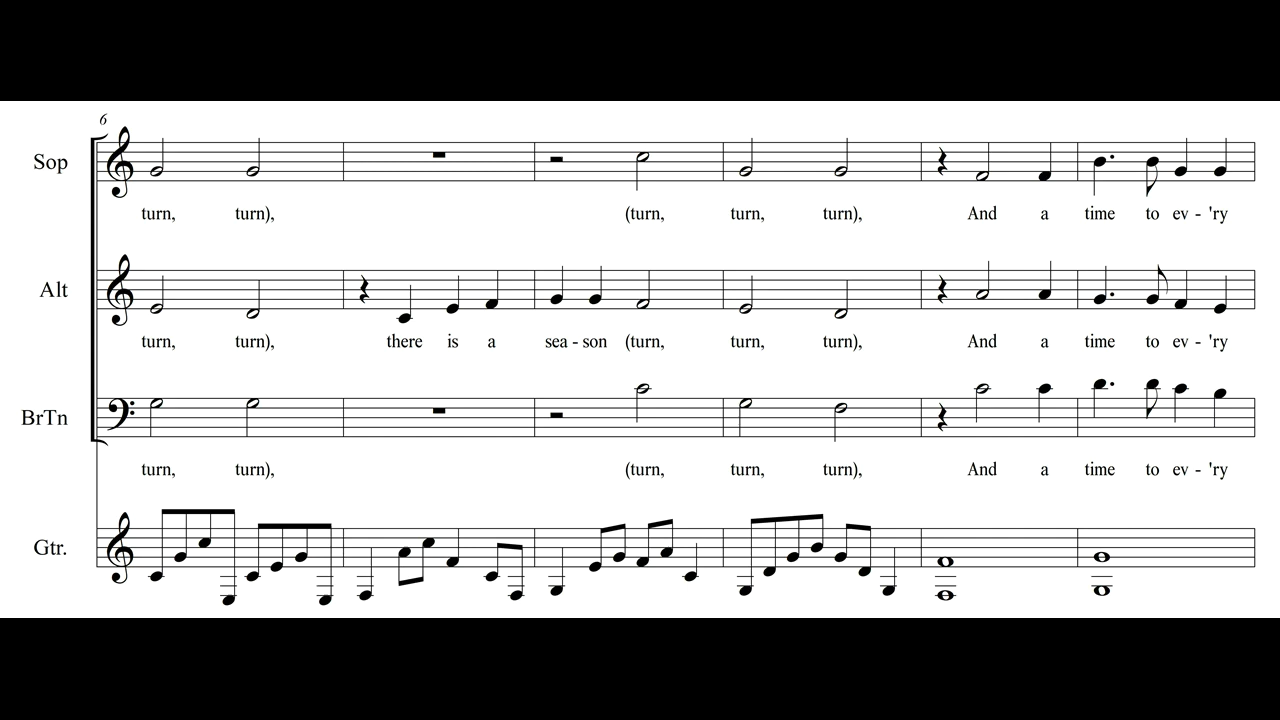 6
Sop
turn, turn), (turn, turn, turn), And a time to ev - 'ry
Alt
turn, turn), there is a sea - son (turn, turn, turn), And a time to ev - 'ry
BrTn
turn, turn), (turn, turn, turn), And a time to ev - 'ry
Gtr.